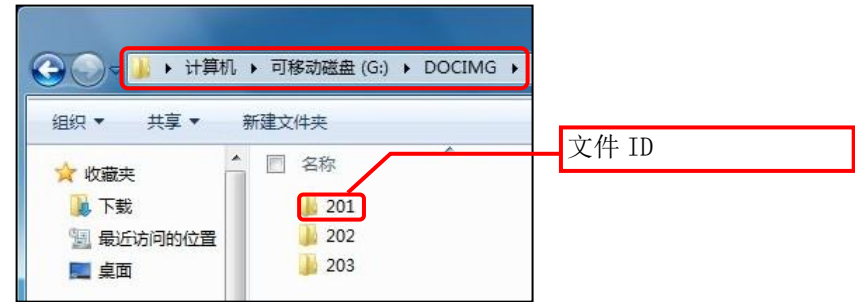 计算机 可移动磁盘 (G:) DOCIMG
组织 共享 新建文件夹
文件 ID
收藏夹
名称
下载
201
最近访问的位置
202
桌面
203